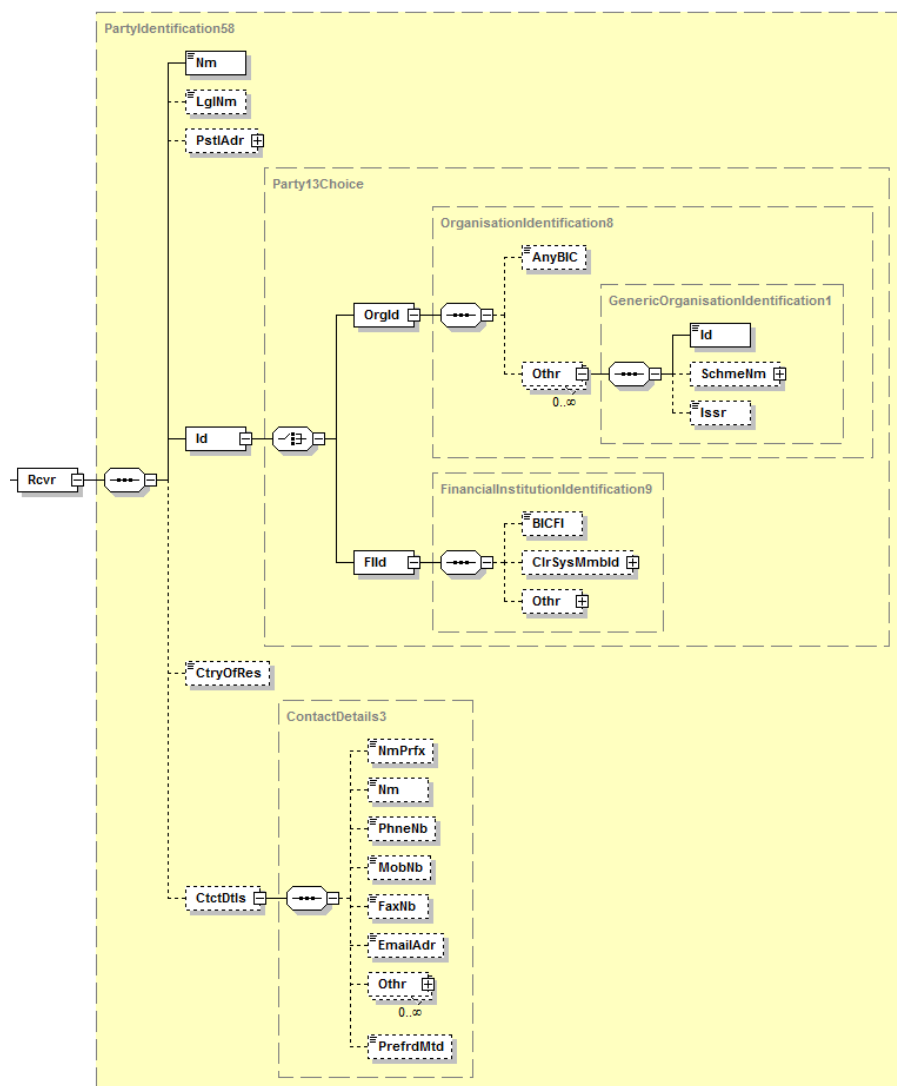 PartyIdentification58
Nm
LglNm
PstlAdr
Party13Choice
OrganisationIdentification8
AnyBIC
GenericOrganisationIdentification1
OrgId
Id
Othr
SchmeNm
0..∞
Issr
Id
Rcvr
FinancialInstitutionIdentification9
BICFI
FIId
ClrSysMmbId
Othr
CtryOfRes
ContactDetails3
NmPrfx
Nm
PhneNb
MobNb
CtctDtls
FaxNb
EmailAdr
Othr
0..∞
PrefrdMtd